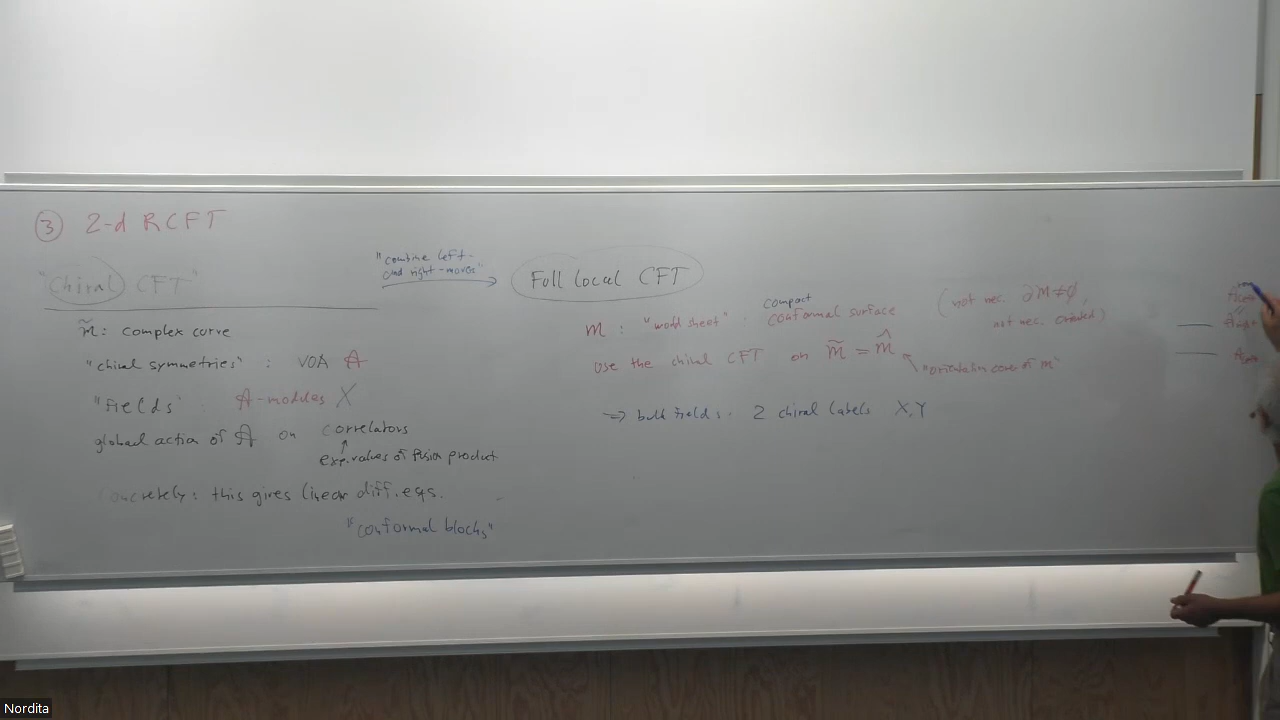 ③ 2-d RCFT
"Chiral CFT"
M̃ : complex curve
"chiral symmetries" : VOA A
"fields" : A-modules X
global action of A on correlators
↑
exp.values of fusion product
concretely: this gives linear diff.eqs.
"conformal blocks"
"combine left-
and right-movers"
Full local CFT
M : "world sheet" : compact conformal surface (not nec. ∂M≠∅,
not nec. oriented)
use the chiral CFT on M̃ = M̂
"orientation cover of M"
⇒ bulk fields: 2 chiral labels X,Y
Nordita